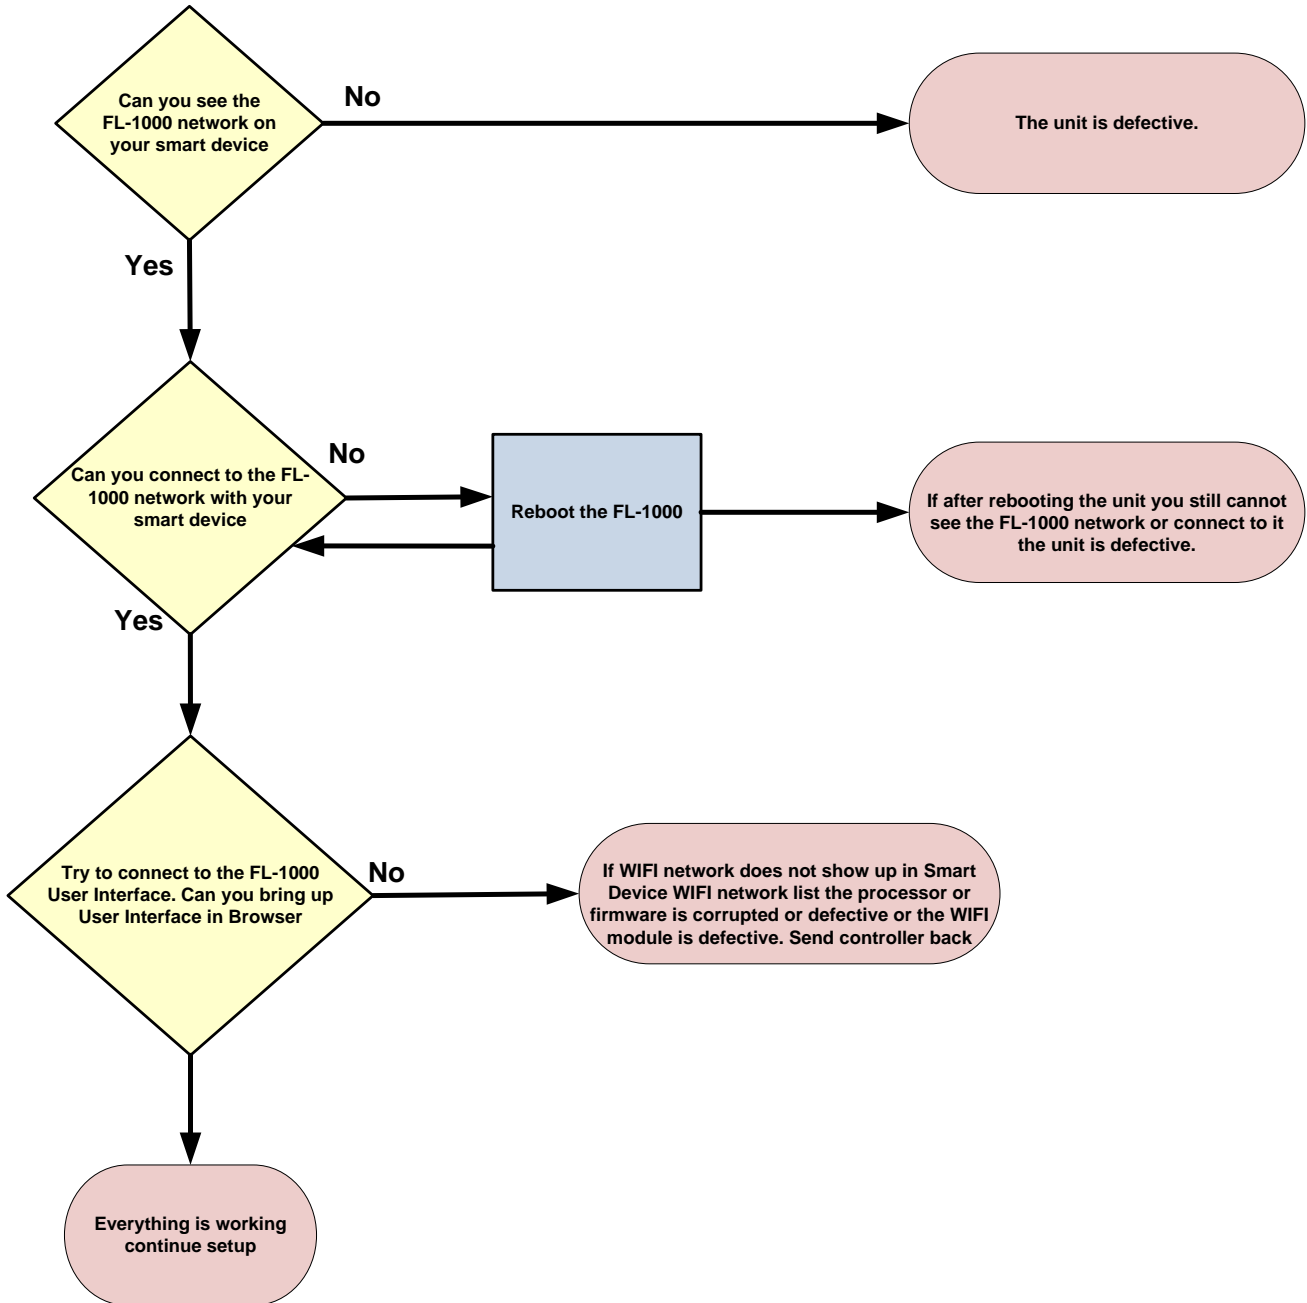 Can you see the
FL-1000 network on
your smart device
No
The unit is defective.
Yes
Can you connect to the FL-
1000 network with your
smart device
No
Reboot the FL-1000
If after rebooting the unit you still cannot
see the FL-1000 network or connect to it
the unit is defective.
Yes
Try to connect to the FL-1000
User Interface. Can you bring up
User Interface in Browser
No
If WIFI network does not show up in Smart
Device WIFI network list the processor or
firmware is corrupted or defective or the WIFI
module is defective. Send controller back
Everything is working
continue setup